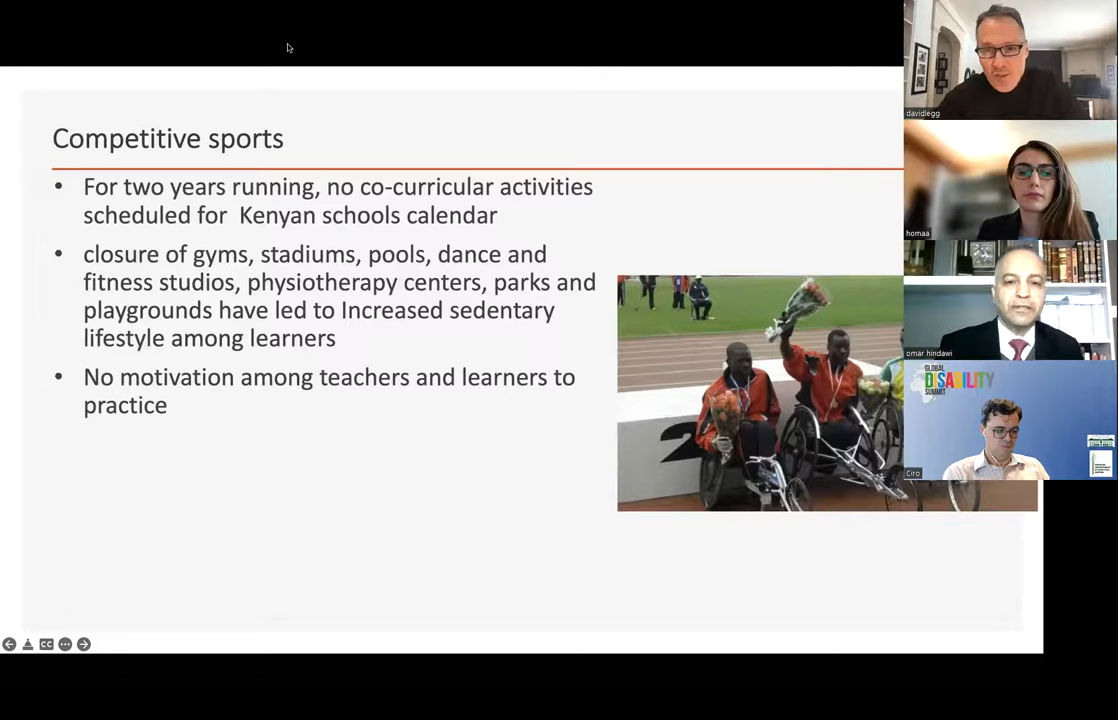 Competitive sports
• For two years running, no co-curricular activities
scheduled for  Kenyan schools calendar
• closure of gyms, stadiums, pools, dance and
fitness studios, physiotherapy centers, parks and
playgrounds have led to Increased sedentary
lifestyle among learners
• No motivation among teachers and learners to
practice
2
davidlegg
homaa
omar hindawi
GLOBAL
DISABILITY
SUMMIT
Ciro
CC